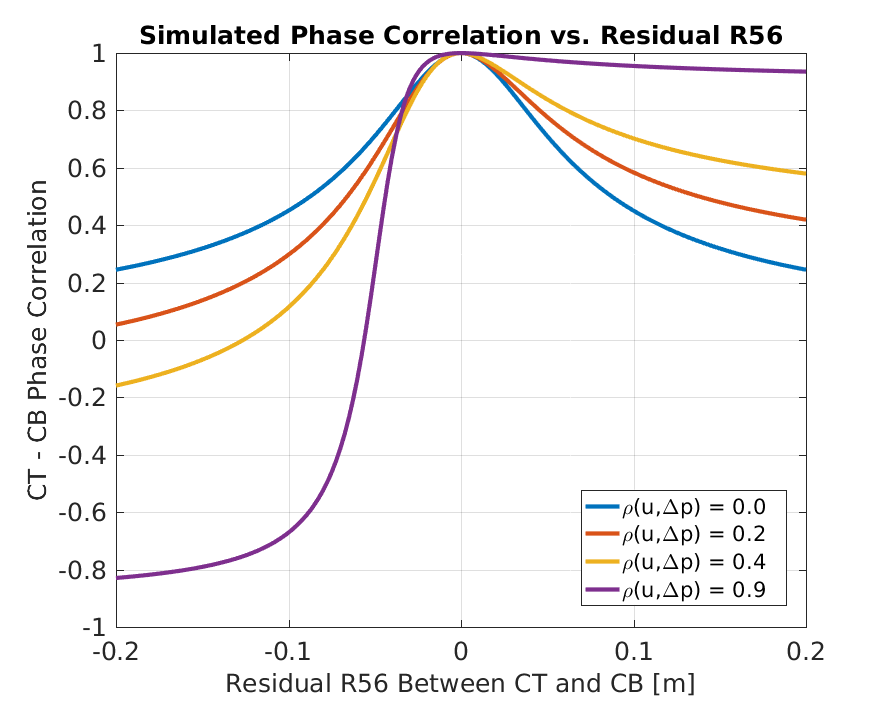 Simulated Phase Correlation vs. Residual R56
CT - CB Phase Correlation
1
0.8
0.6
0.4
0.2
0
-0.2
-0.4
-0.6
-0.8
-1
-0.2 -0.1 0 0.1 0.2
Residual R56 Between CT and CB [m]
ρ(u,Δp) = 0.0
ρ(u,Δp) = 0.2
ρ(u,Δp) = 0.4
ρ(u,Δp) = 0.9